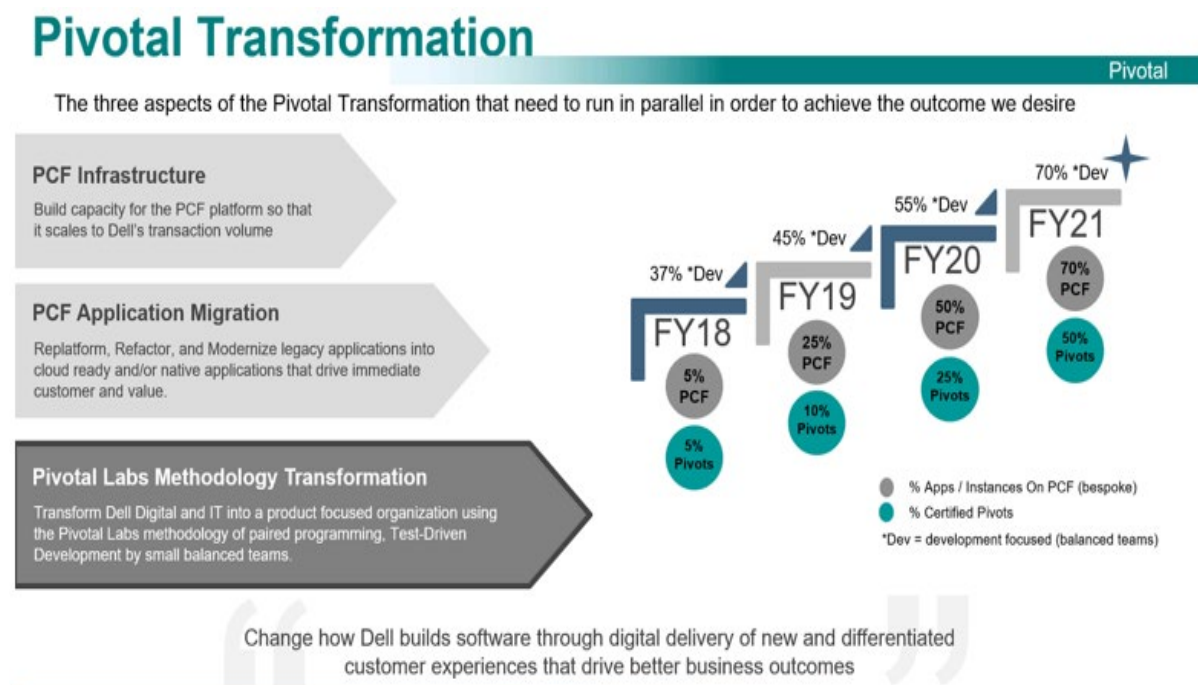 Pivotal Transformation
Pivotal
The three aspects of the Pivotal Transformation that need to run in parallel in order to achieve the outcome we desire
PCF Infrastructure
Build capacity for the PCF platform so that
it scales to Dell's transaction volume
PCF Application Migration
Replatform, Refactor, and Modernize legacy applications into
cloud ready and/or native applications that drive immediate
customer and value.
Pivotal Labs Methodology Transformation
Transform Dell Digital and IT into a product focused organization using
the Pivotal Labs methodology of paired programming, Test-Driven
Development by small balanced teams.
37% *Dev
FY18
5%
PCF
5%
Pivots
45% *Dev
FY19
25%
PCF
10%
Pivots
55% *Dev
FY20
50%
PCF
25%
Pivots
70% *Dev
FY21
70%
PCF
50%
Pivots
% Apps / Instances On PCF (bespoke)
% Certified Pivots
*Dev = development focused (balanced teams)
“
Change how Dell builds software through digital delivery of new and differentiated
customer experiences that drive better business outcomes
”